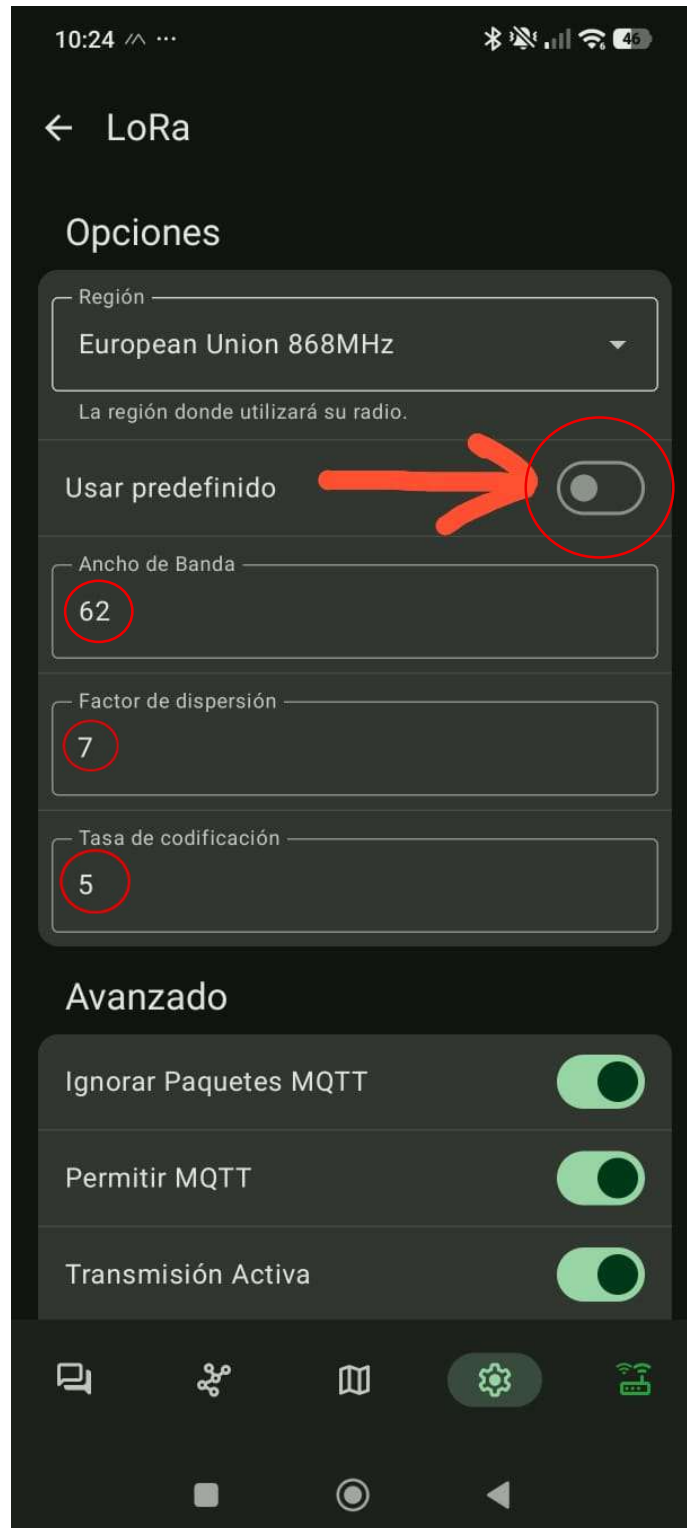 10:24 46
LoRa
Opciones
Región
European Union 868MHz
La región donde utilizará su radio.
Usar predefinido
Ancho de Banda
62
Factor de dispersión
7
Tasa de codificación
5
Avanzado
Ignorar Paquetes MQTT
Permitir MQTT
Transmisión Activa